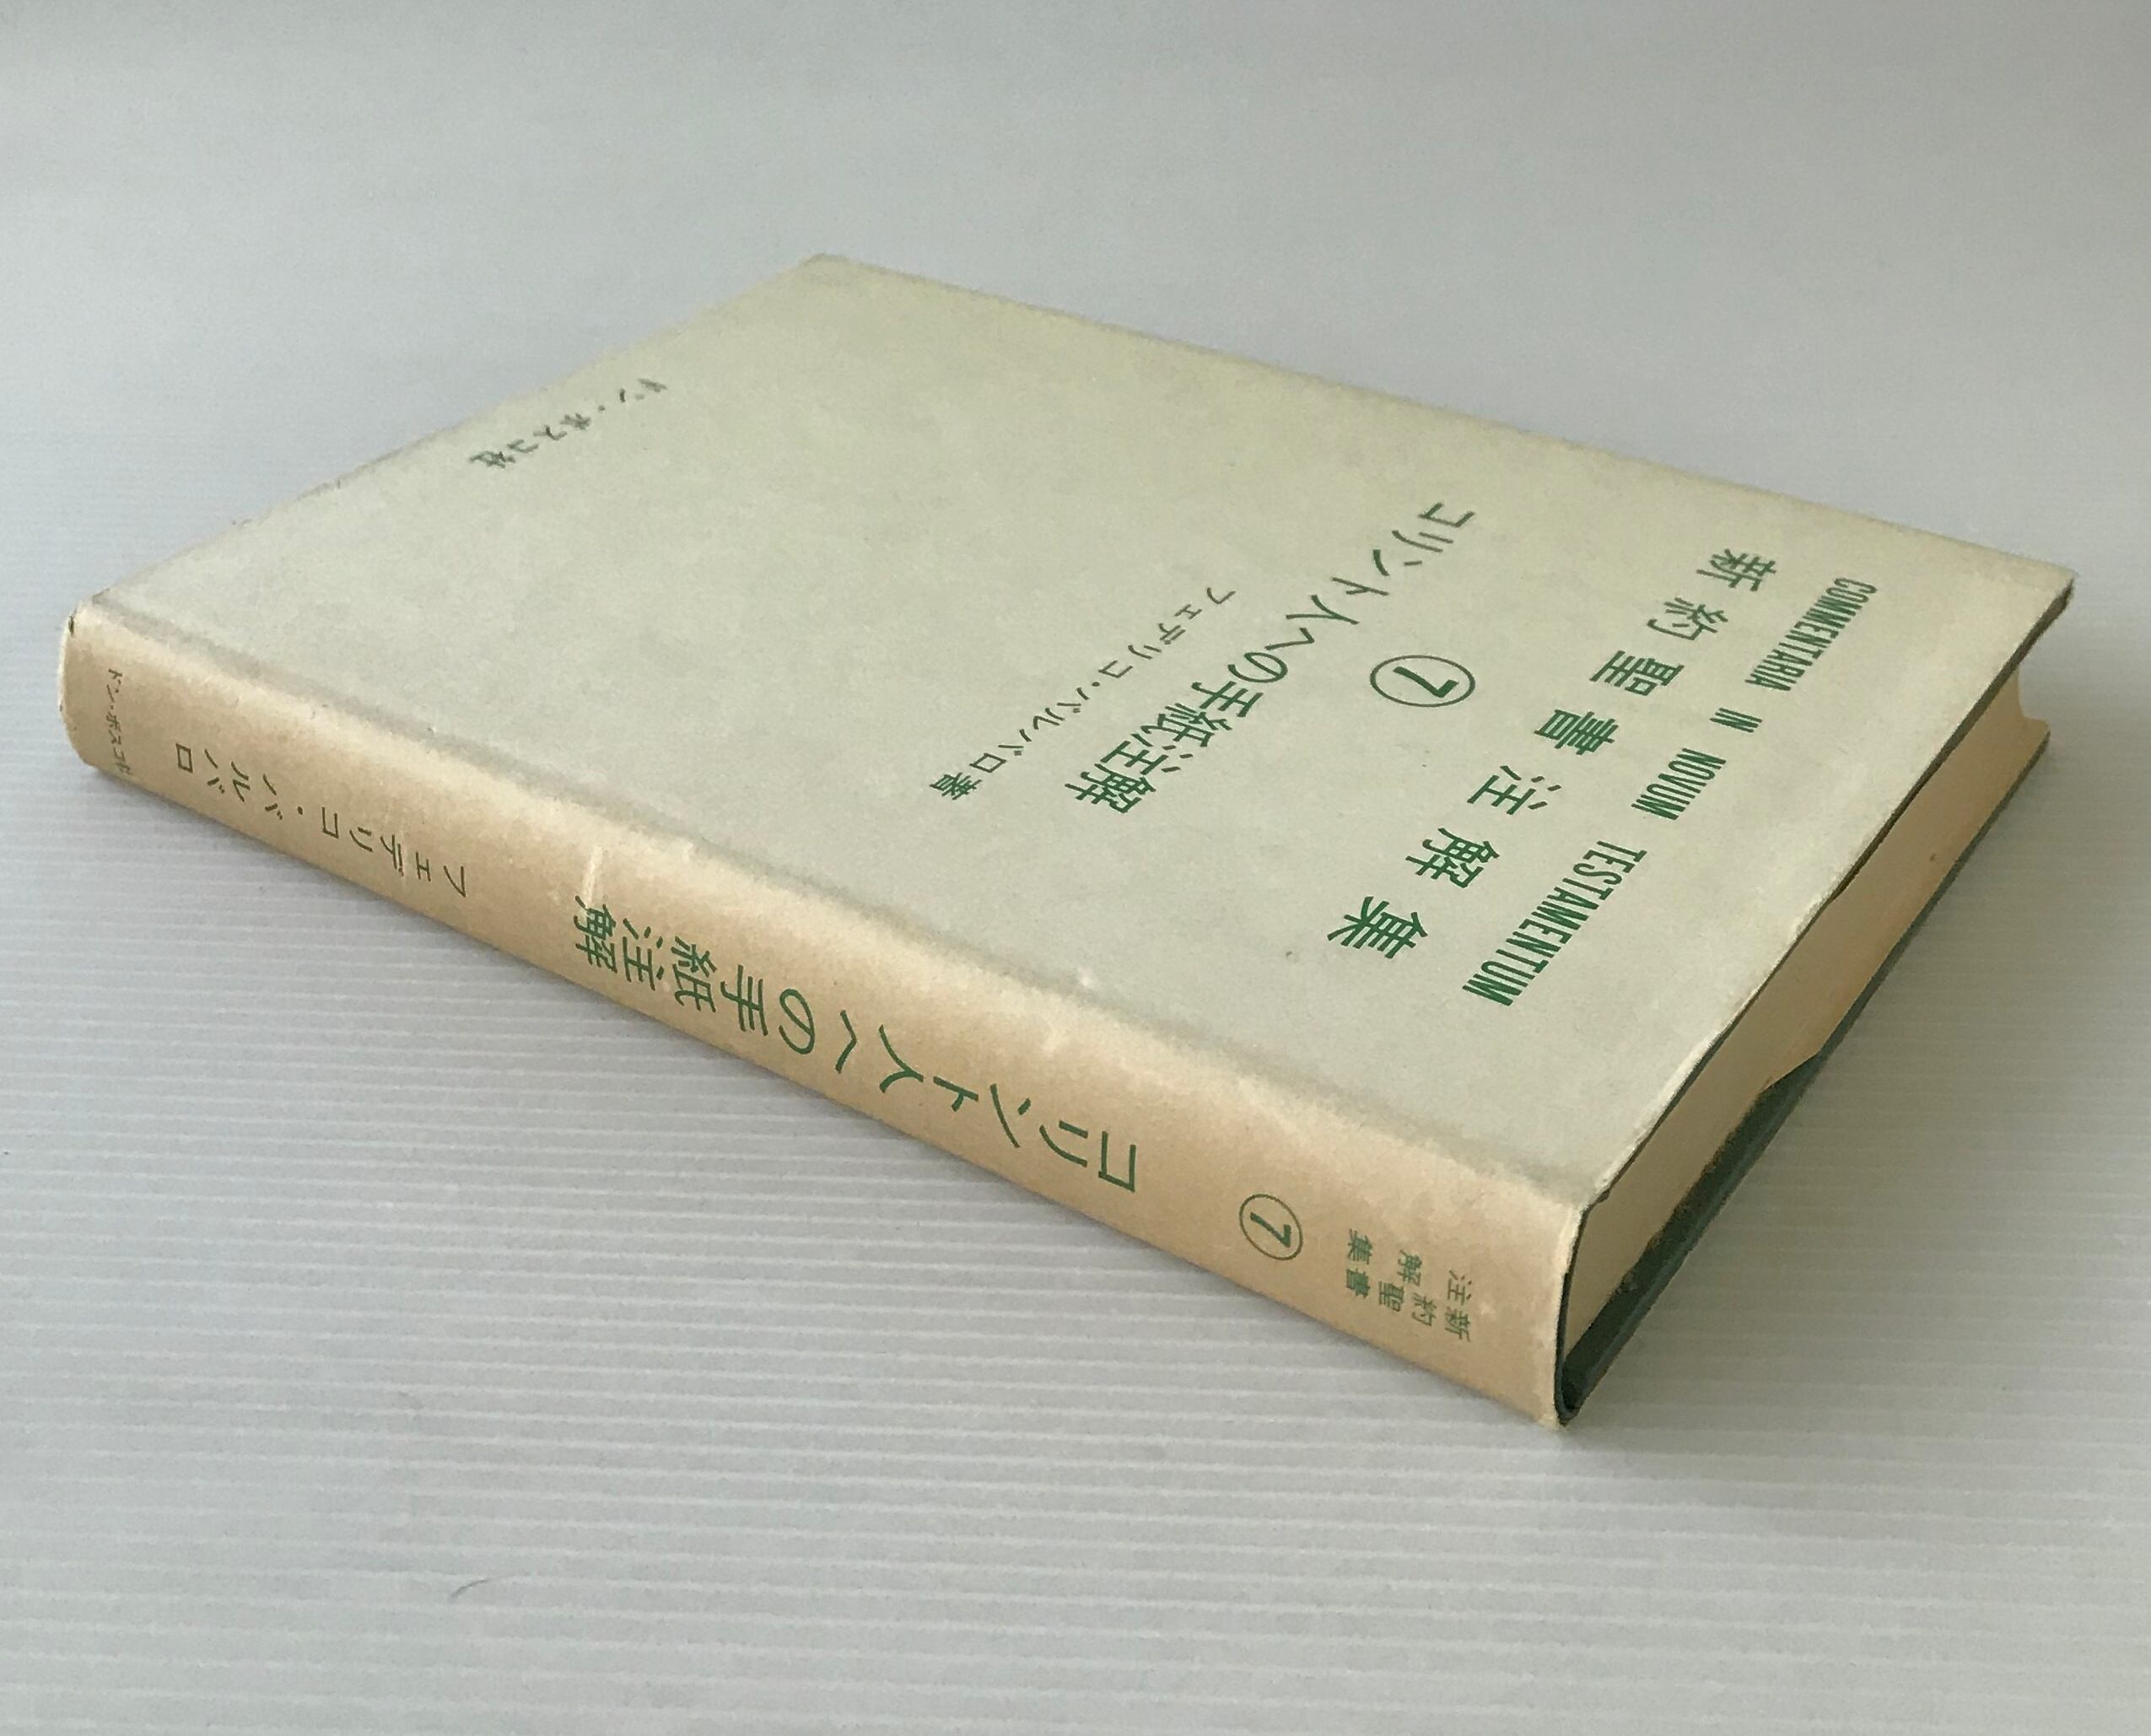 COMMENTARIA IN NOVUM TESTAMENTUM
新約聖書注解集
7
コリント人への手紙注解
フェデリコ・バルバロ著
ドン・ボスコ社
新約聖書
注解集
7
コリント人への手紙注解
フェデリコ・バルバロ
ドン・ボスコ社